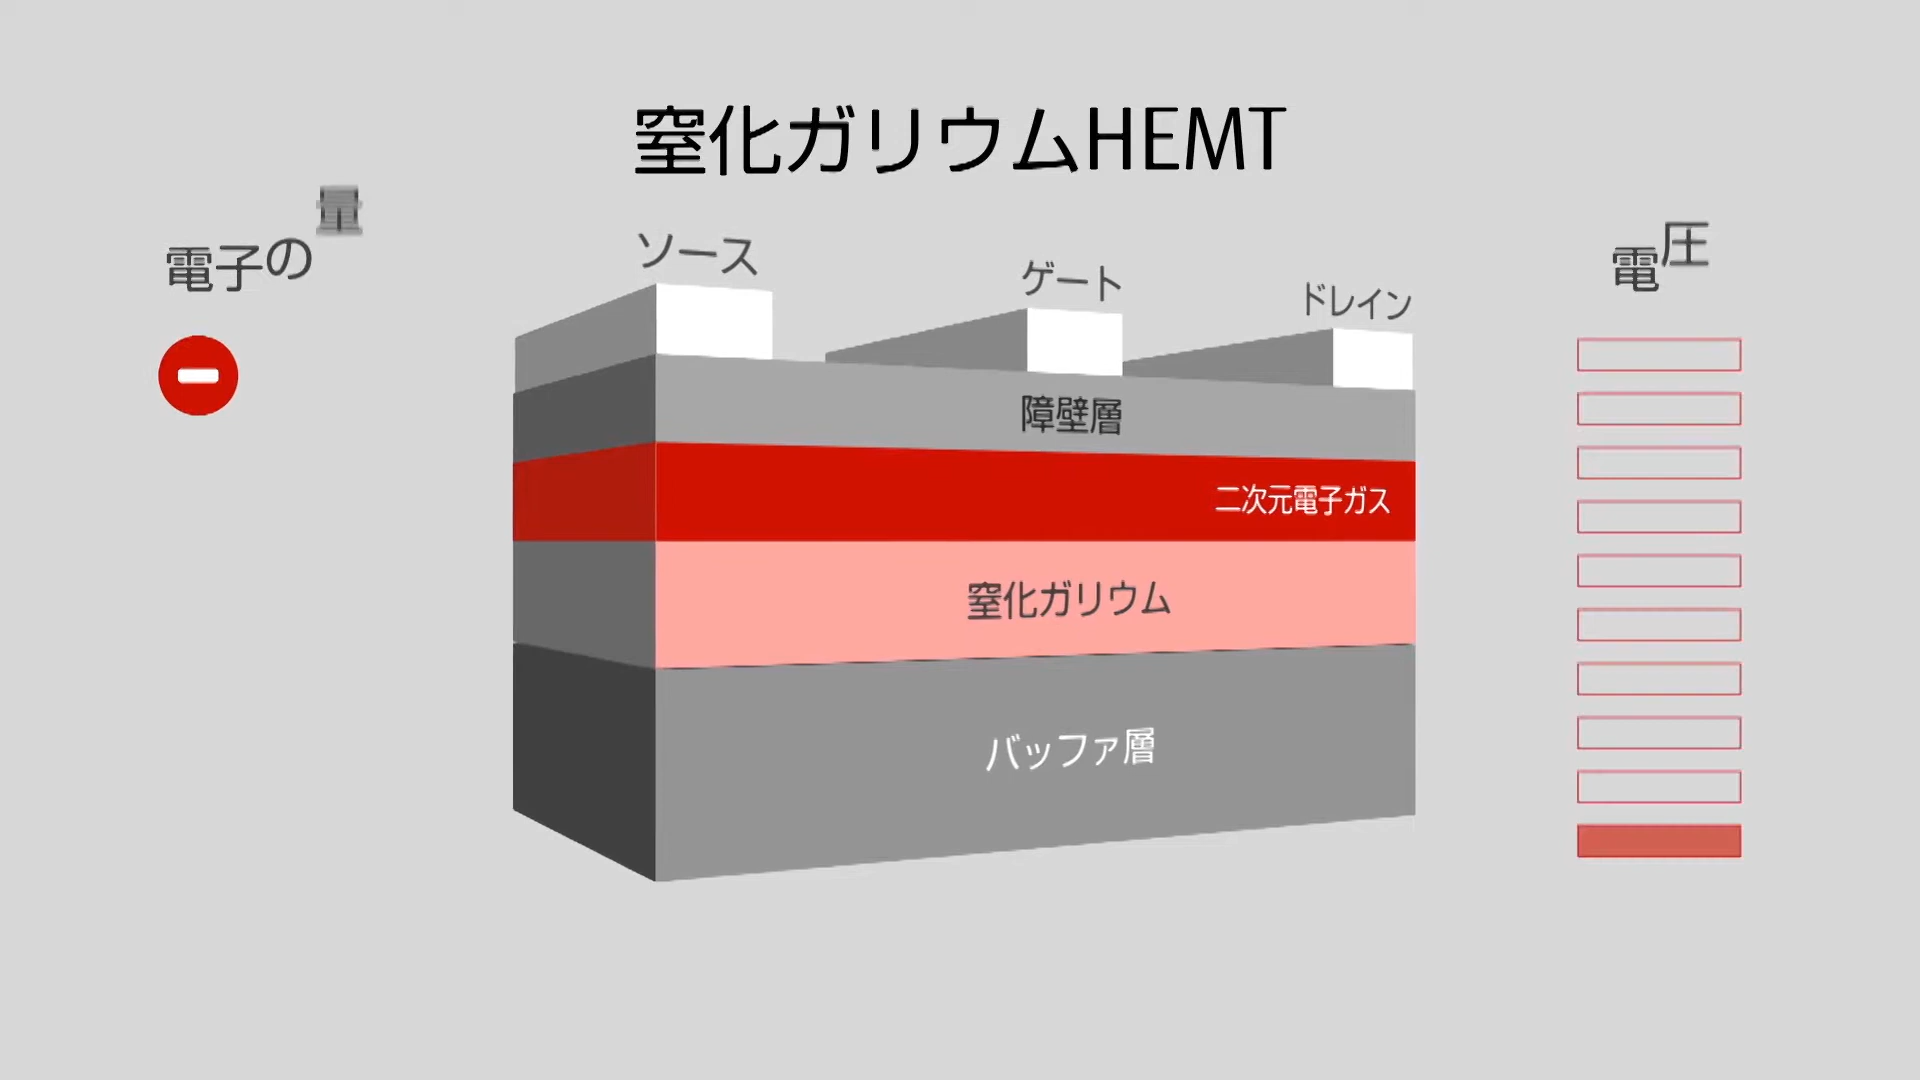 窒化ガリウムHEMT
電子の量
電圧
ソース
ゲート
ドレイン
障壁層
二次元電子ガス
窒化ガリウム
バッファ層